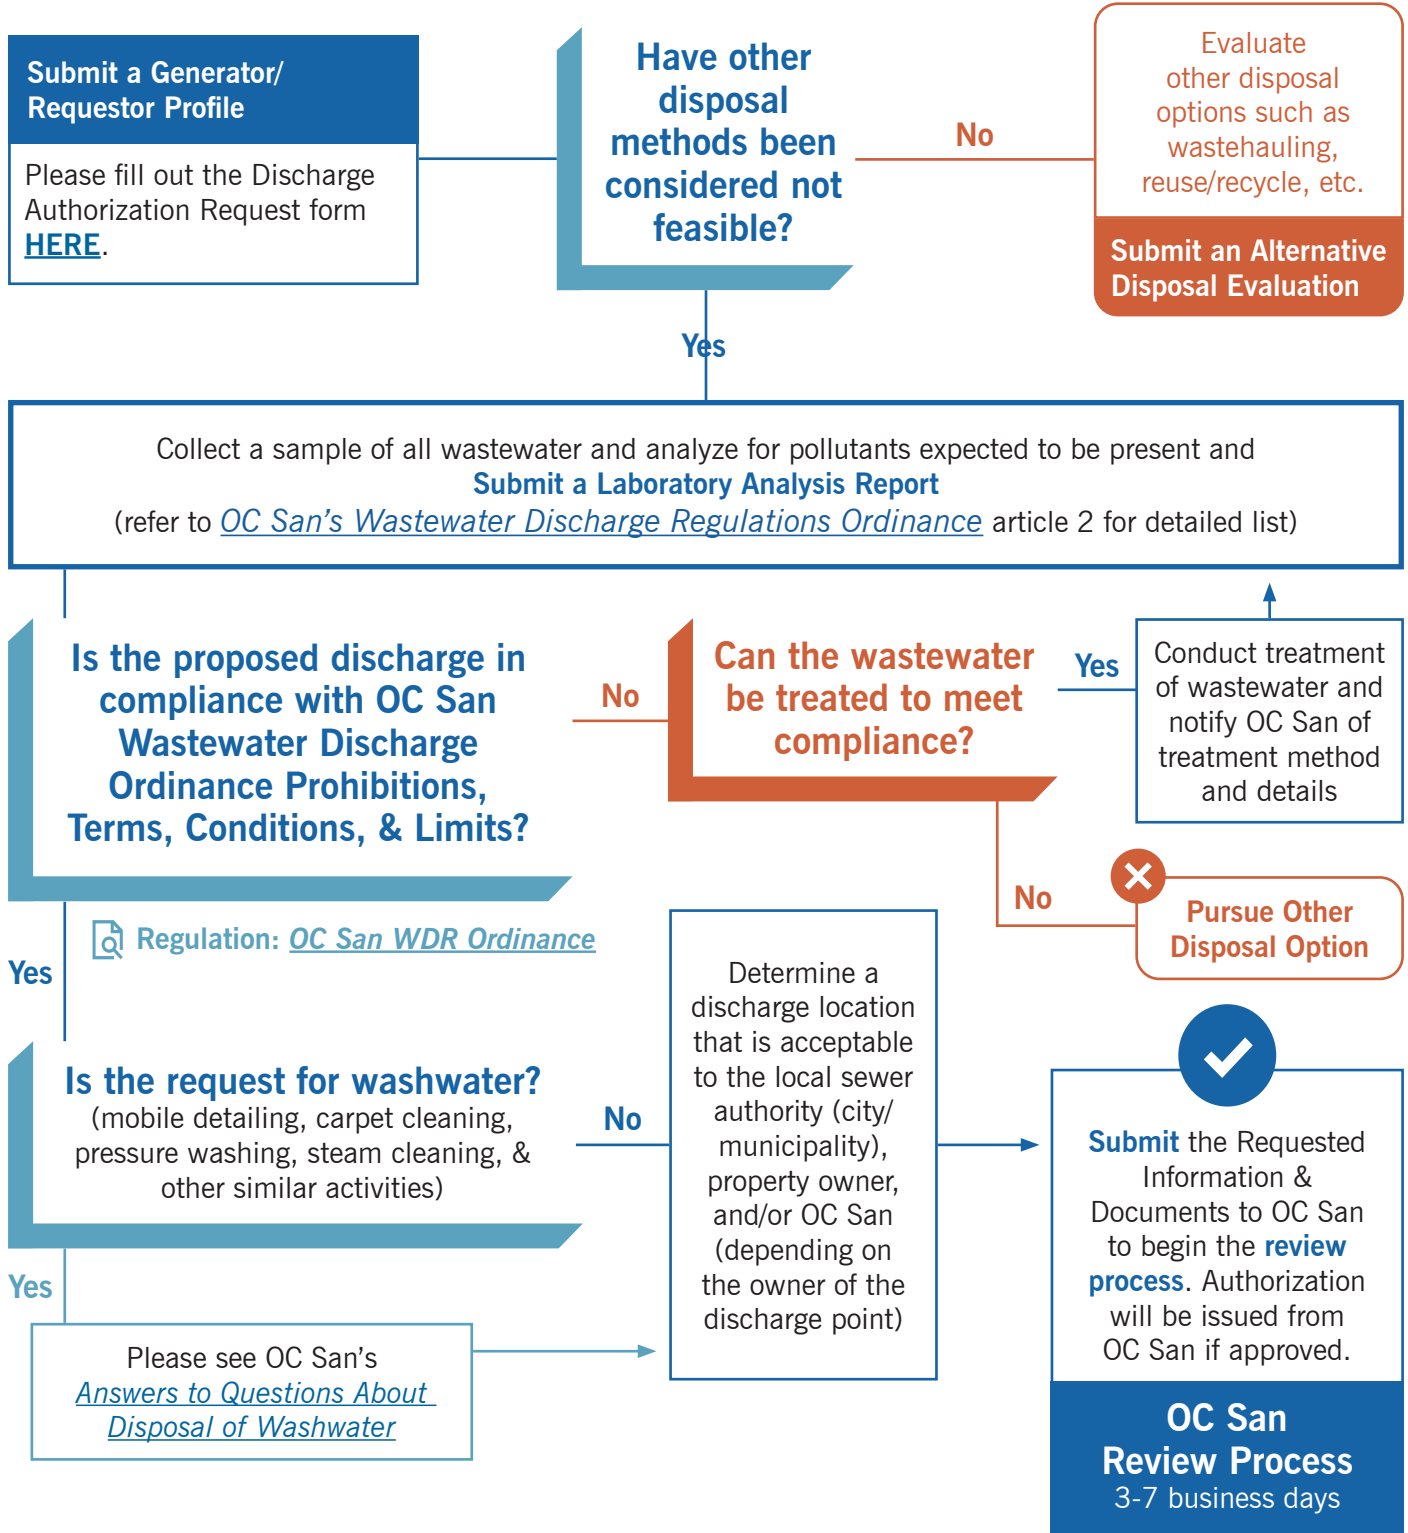 Submit a Generator/
Requestor Profile
Please fill out the Discharge
Authorization Request form
HERE.
Have other
disposal
methods been
considered not
feasible?
No
Evaluate
other disposal
options such as
wastehauling,
reuse/recycle, etc.
Submit an Alternative
Disposal Evaluation
Yes
Collect a sample of all wastewater and analyze for pollutants expected to be present and
Submit a Laboratory Analysis Report
(refer to OC San's Wastewater Discharge Regulations Ordinance article 2 for detailed list)
Is the proposed discharge in
compliance with OC San
Wastewater Discharge
Ordinance Prohibitions,
Terms, Conditions, & Limits?
No
Can the wastewater
be treated to meet
compliance?
Yes
Conduct treatment
of wastewater and
notify OC San of
treatment method
and details
No
Pursue Other
Disposal Option
Regulation: OC San WDR Ordinance
Yes
Is the request for washwater?
(mobile detailing, carpet cleaning,
pressure washing, steam cleaning, &
other similar activities)
No
Determine a
discharge location
that is acceptable
to the local sewer
authority (city/
municipality),
property owner,
and/or OC San
(depending on
the owner of the
discharge point)
Yes
Please see OC San's
Answers to Questions About
Disposal of Washwater
Submit the Requested
Information &
Documents to OC San
to begin the review
process. Authorization
will be issued from
OC San if approved.
OC San
Review Process
3-7 business days